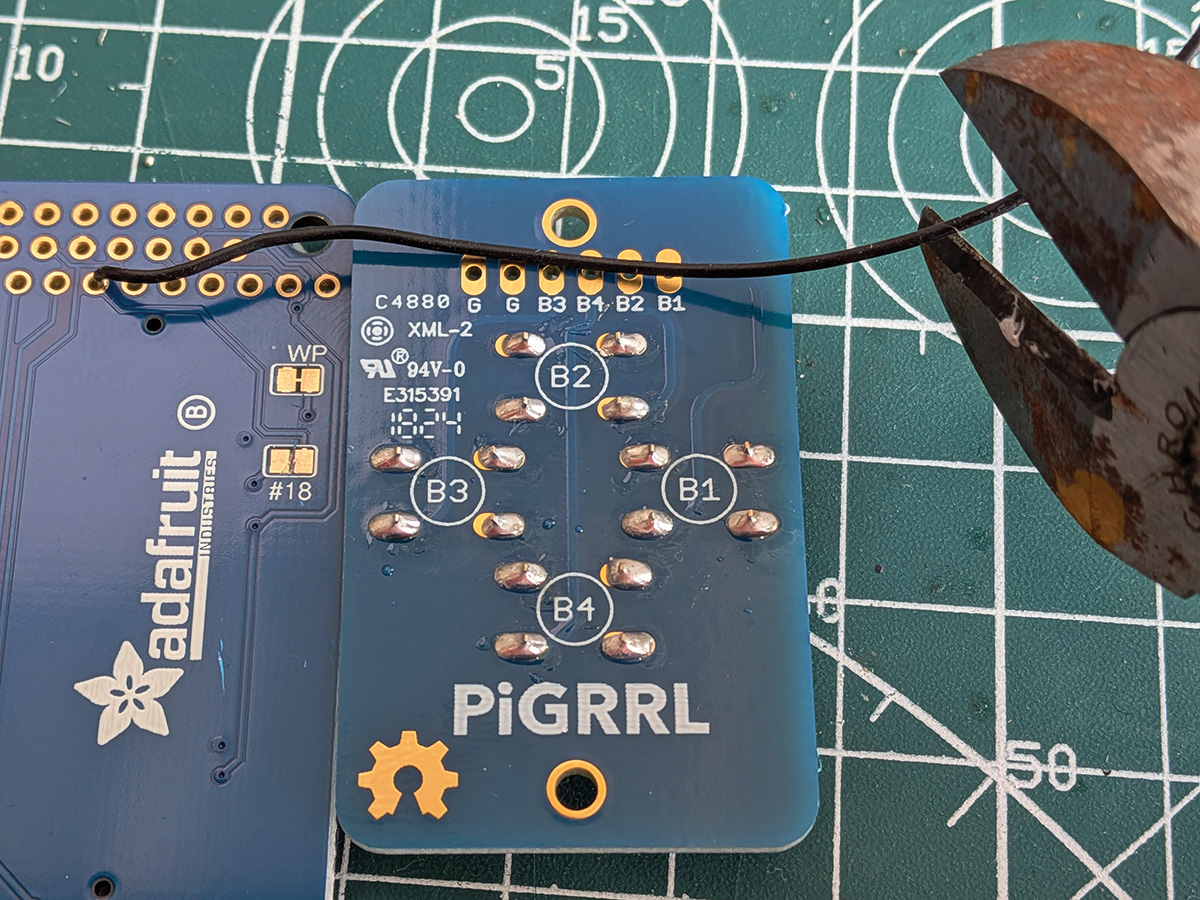 10
15
5
G G B3 B4 B2 B1
C4880
XML-2
® 94V-0
E315391
1824
B2
B3
B1
B4
PiGRRL
WP
#18
B
adafruit
INDUSTRIES
50